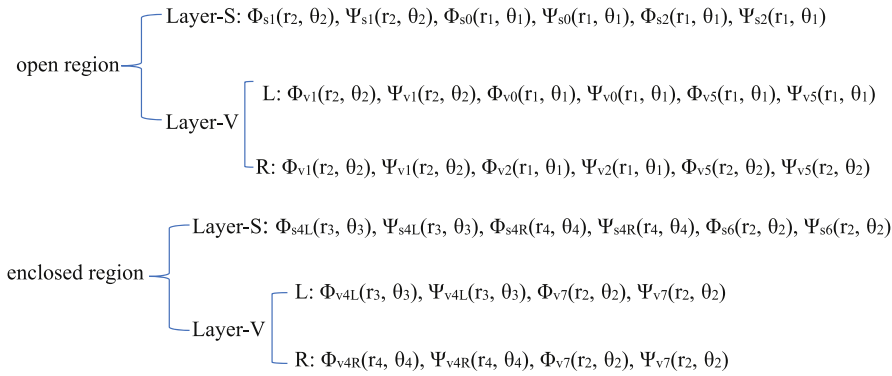 Layer-S: Φs1(r2, θ2), Ψs1(r2, θ2), Φs0(r1, θ1), Ψs0(r1, θ1), Φs2(r1, θ1), Ψs2(r1, θ1)
open region
L: Φv1(r2, θ2), Ψv1(r2, θ2), Φv0(r1, θ1), Ψv0(r1, θ1), Φv5(r1, θ1), Ψv5(r1, θ1)
Layer-V
R: Φv1(r2, θ2), Ψv1(r2, θ2), Φv2(r1, θ1), Ψv2(r1, θ1), Φv5(r2, θ2), Ψv5(r2, θ2)
Layer-S: Φs4L(r3, θ3), Ψs4L(r3, θ3), Φs4R(r4, θ4), Ψs4R(r4, θ4), Φs6(r2, θ2), Ψs6(r2, θ2)
enclosed region
L: Φv4L(r3, θ3), Ψv4L(r3, θ3), Φv7(r2, θ2), Ψv7(r2, θ2)
Layer-V
R: Φv4R(r4, θ4), Ψv4R(r4, θ4), Φv7(r2, θ2), Ψv7(r2, θ2)